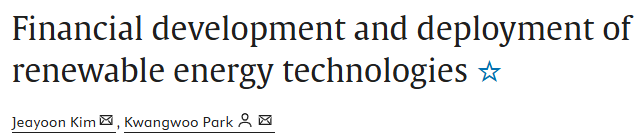 Financial development and deployment of
renewable energy technologies
Jeayoon Kim, Kwangwoo Park